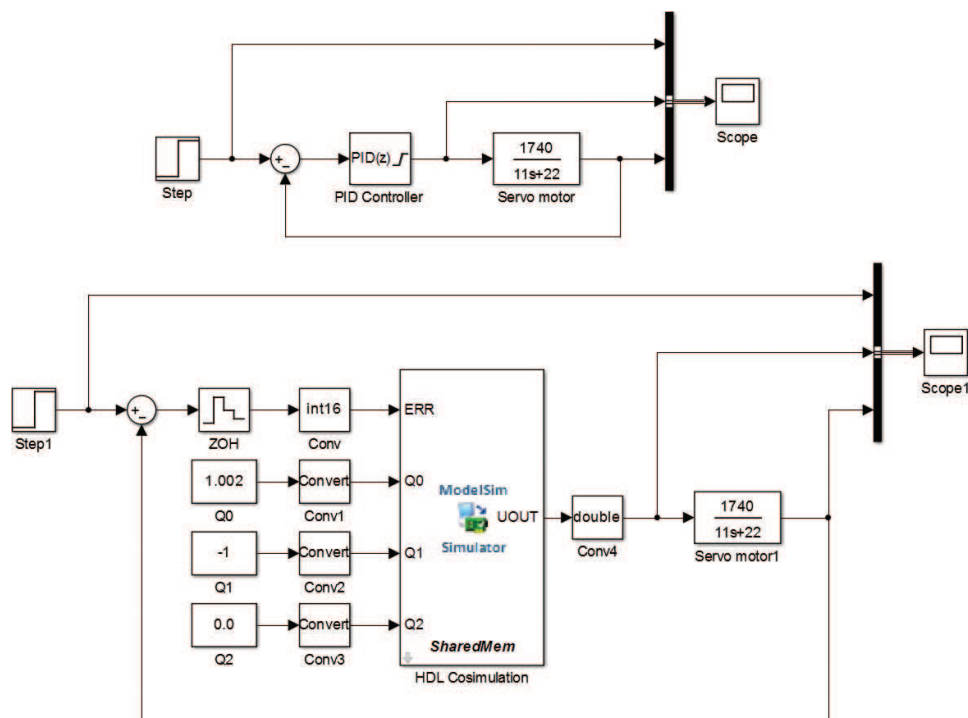 Scope
+
−
PID(z)
1740
11s+22
Step
PID Controller
Servo motor
Scope1
ERR
+
−
int16
Step1
ZOH
Conv
1.002
Convert
Q0
ModelSim
Q0
Conv1
UOUT
double
1740
11s+22
-1
Convert
Q1
Simulator
Conv4
Servo motor1
Q1
Conv2
0.0
Convert
Q2
SharedMem
Q2
Conv3
HDL Cosimulation